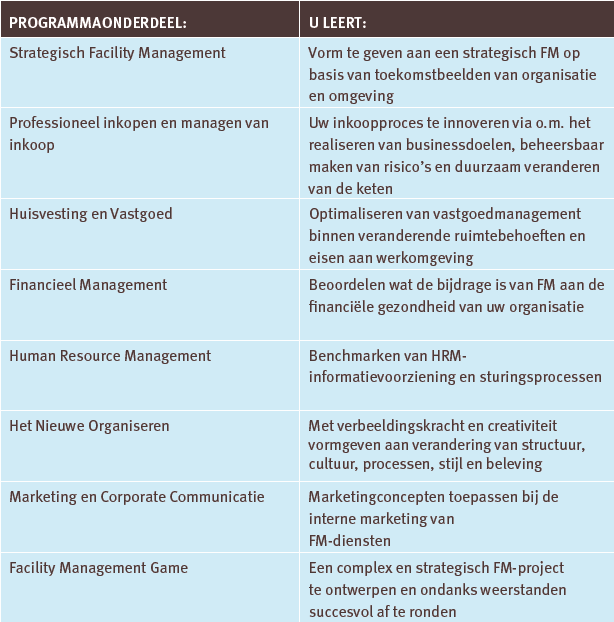 PROGRAMMAONDERDEEL: U LEERT:
Strategisch Facility Management
Vorm te geven aan een strategisch FM op
basis van toekomstbeelden van organisatie
en omgeving
Professioneel inkopen en managen van
inkoop
Uw inkoopproces te innoveren via o.m. het
realiseren van businessdoelen, beheersbaar
maken van risico's en duurzaam veranderen
van de keten
Huisvesting en Vastgoed
Optimaliseren van vastgoedmanagement
binnen veranderende ruimtebehoeften en
eisen aan werkomgeving
Financieel Management
Beoordelen wat de bijdrage is van FM aan de
financiële gezondheid van uw organisatie
Human Resource Management
Benchmarken van HRM-
informatievoorziening en sturingsprocessen
Het Nieuwe Organiseren
Met verbeeldingskracht en creativiteit
vormgeven aan verandering van structuur,
cultuur, processen, stijl en beleving
Marketing en Corporate Communicatie
Marketingconcepten toepassen bij de
interne marketing van
FM-diensten
Facility Management Game
Een complex en strategisch FM-project
te ontwerpen en ondanks weerstanden
succesvol af te ronden